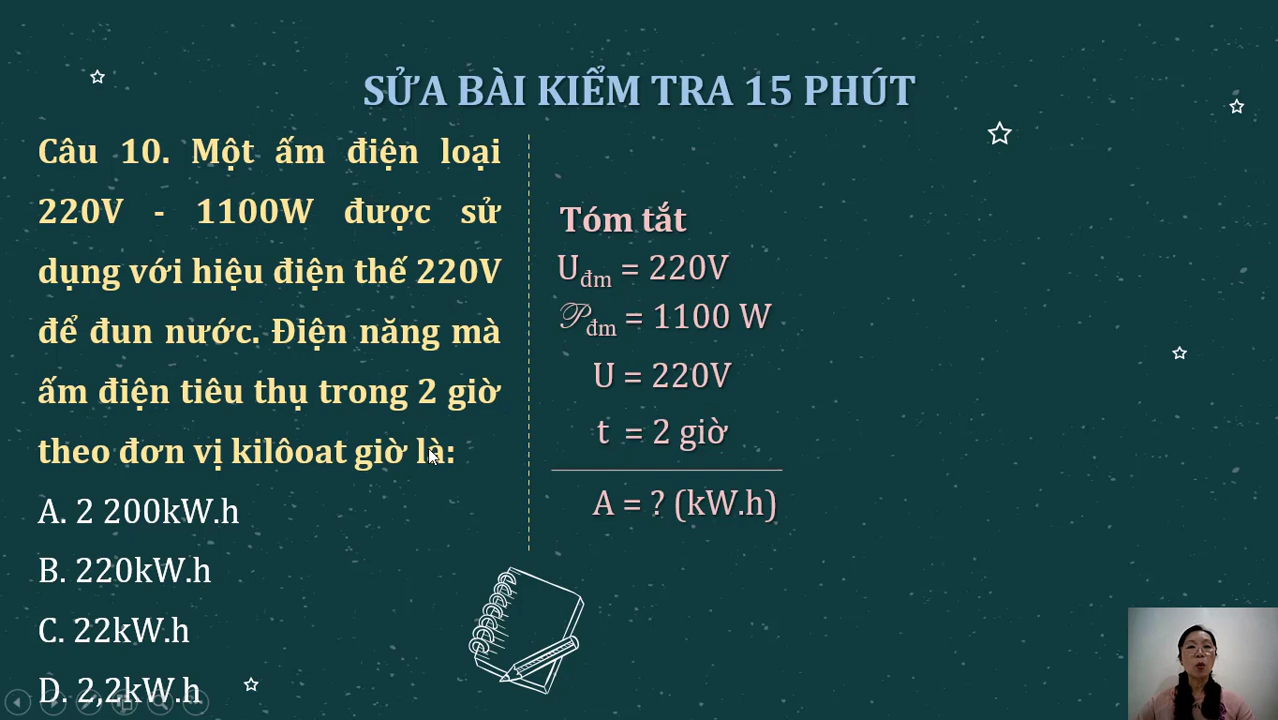 SỬA BÀI KIỂM TRA 15 PHÚT
Câu 10. Một ấm điện loại
220V - 1100W được sử
dụng với hiệu điện thế 220V
để đun nước. Điện năng mà
ấm điện tiêu thụ trong 2 giờ
theo đơn vị kilôoat giờ là:
A. 2 200kW.h
B. 220kW.h
C. 22kW.h
D. 2,2kW.h
Tóm tắt
Uđm = 220V
𝒫đm = 1100 W
U = 220V
t = 2 giờ
A = ? (kW.h)